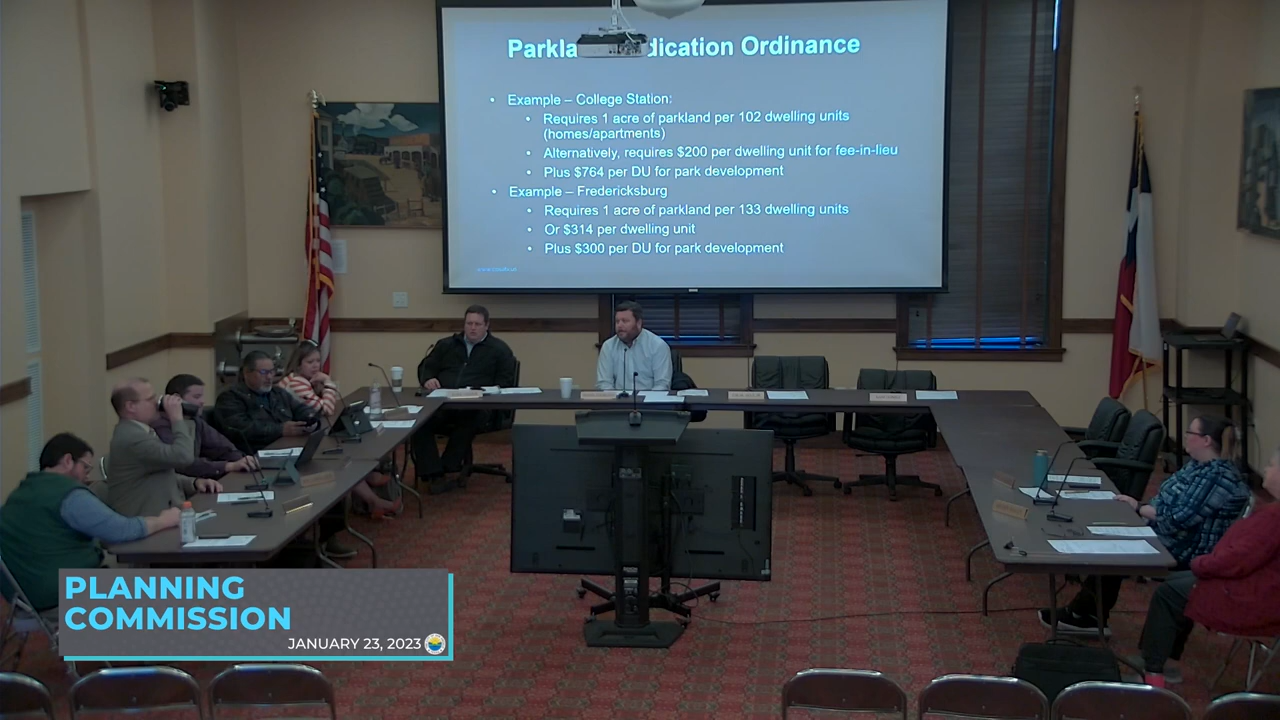 Parkla dication Ordinance
• Example – College Station:
• Requires 1 acre of parkland per 102 dwelling units
(homes/apartments)
• Alternatively, requires $200 per dwelling unit for fee-in-lieu
• Plus $764 per DU for park development
• Example – Fredericksburg
• Requires 1 acre of parkland per 133 dwelling units
• Or $314 per dwelling unit
• Plus $300 per DU for park development
PLANNING
COMMISSION
JANUARY 23, 2023